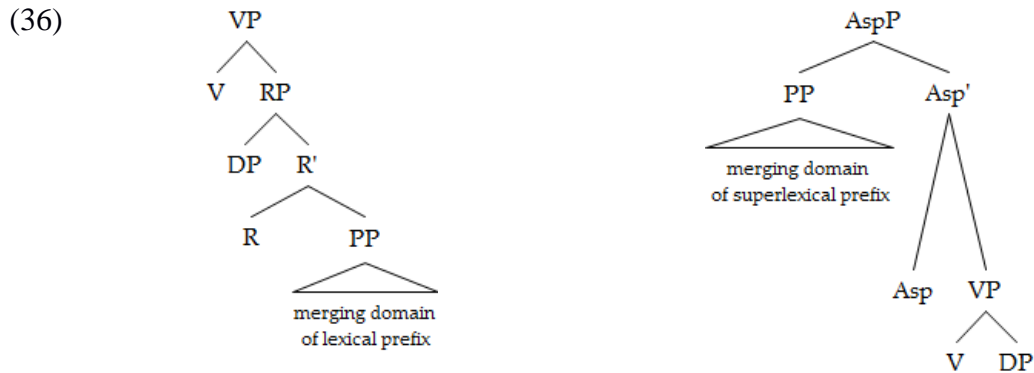 (36)
VP
V RP
DP R'
R PP
merging domain
of lexical prefix
AspP
PP Asp'
merging domain
of superlexical prefix
Asp VP
V DP